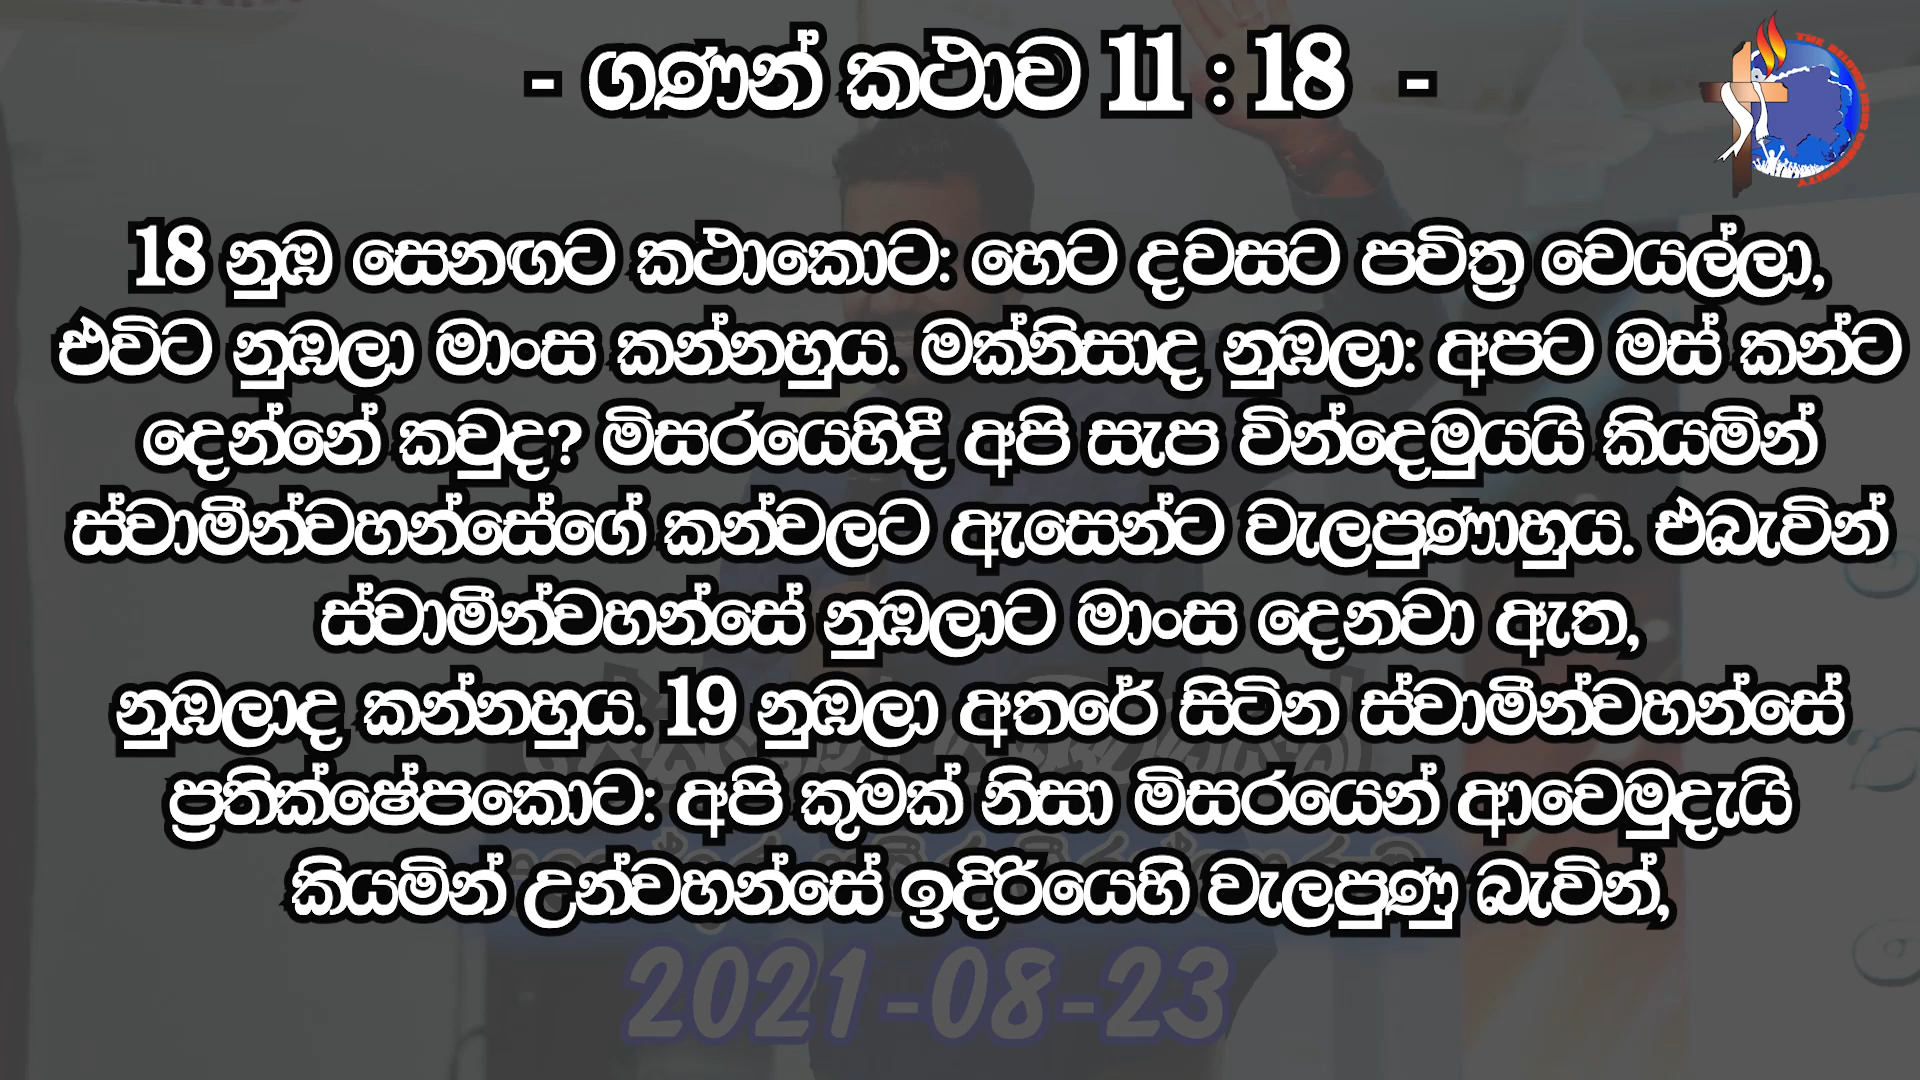 - ගණන් කථාව 11 : 18 -
18 නුඹ සෙනඟට කථාකොට: හෙට දවසට පවිත්‍ර වෙයල්ලා,
එවිට නුඹලා මාංස කන්නහුය. මක්නිසාද නුඹලා: අපට මස් කන්ට
දෙන්නේ කවුද? මිසරයෙහිදී අපි සැප වින්දෙමුයයි කියමින්
ස්වාමීන්වහන්සේගේ කන්වලට ඇසෙන්ට වැලපුණාහුය. එබැවින්
ස්වාමීන්වහන්සේ නුඹලාට මාංස දෙනවා ඇත,
නුඹලාද කන්නහුය. 19 නුඹලා අතරේ සිටින ස්වාමීන්වහන්සේ
ප්‍රතික්ෂේපකොට: අපි කුමක් නිසා මිසරයෙන් ආවෙමුදැයි
කියමින් උන්වහන්සේ ඉදිරියෙහි වැලපුණු බැවින්,
2021-08-23